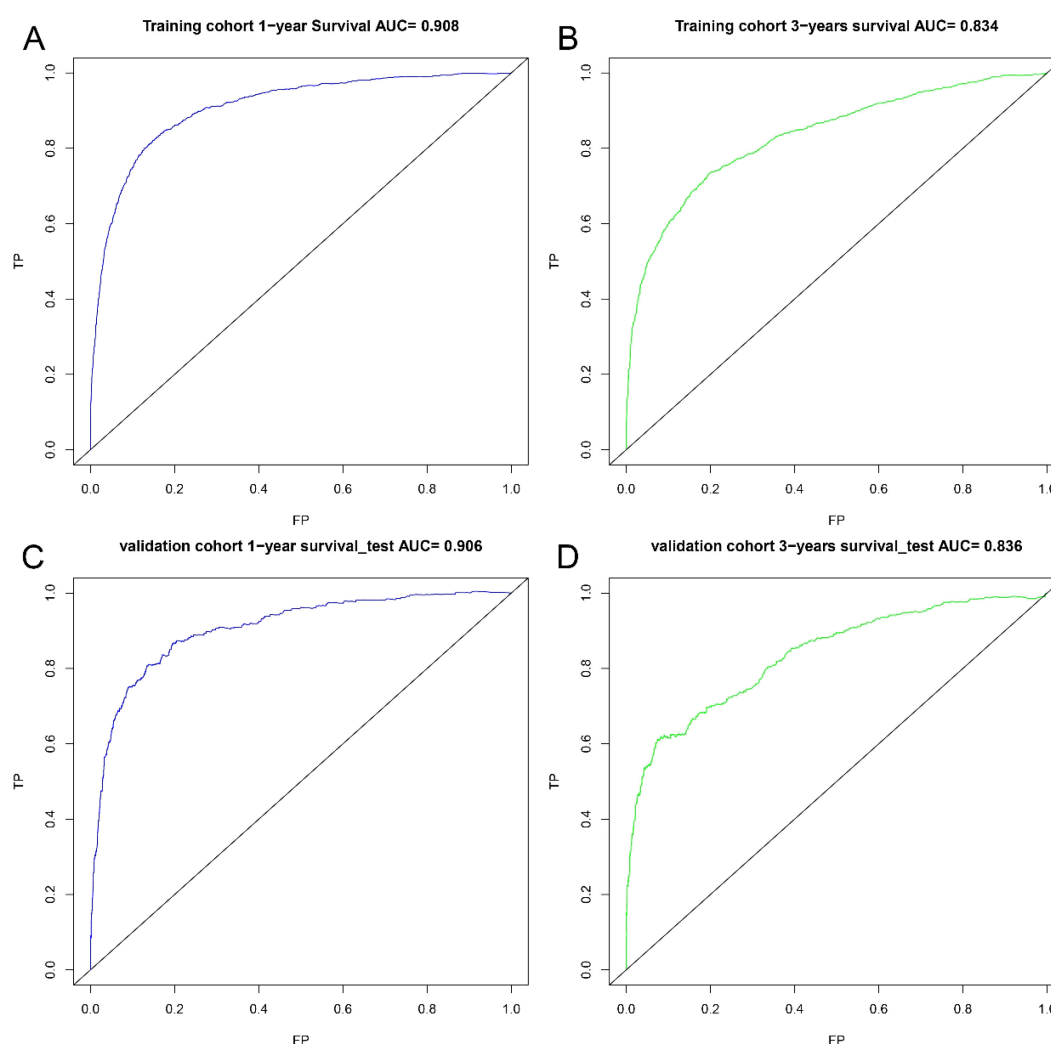 A
Training cohort 1-year Survival AUC= 0.908
TP
0.0 0.2 0.4 0.6 0.8 1.0
0.0 0.2 0.4 0.6 0.8 1.0
FP
B
Training cohort 3-years survival AUC= 0.834
TP
0.0 0.2 0.4 0.6 0.8 1.0
0.0 0.2 0.4 0.6 0.8 1.0
FP
C
validation cohort 1-year survival_test AUC= 0.906
TP
0.0 0.2 0.4 0.6 0.8 1.0
0.0 0.2 0.4 0.6 0.8 1.0
FP
D
validation cohort 3-years survival_test AUC= 0.836
TP
0.0 0.2 0.4 0.6 0.8 1.0
0.0 0.2 0.4 0.6 0.8 1.0
FP